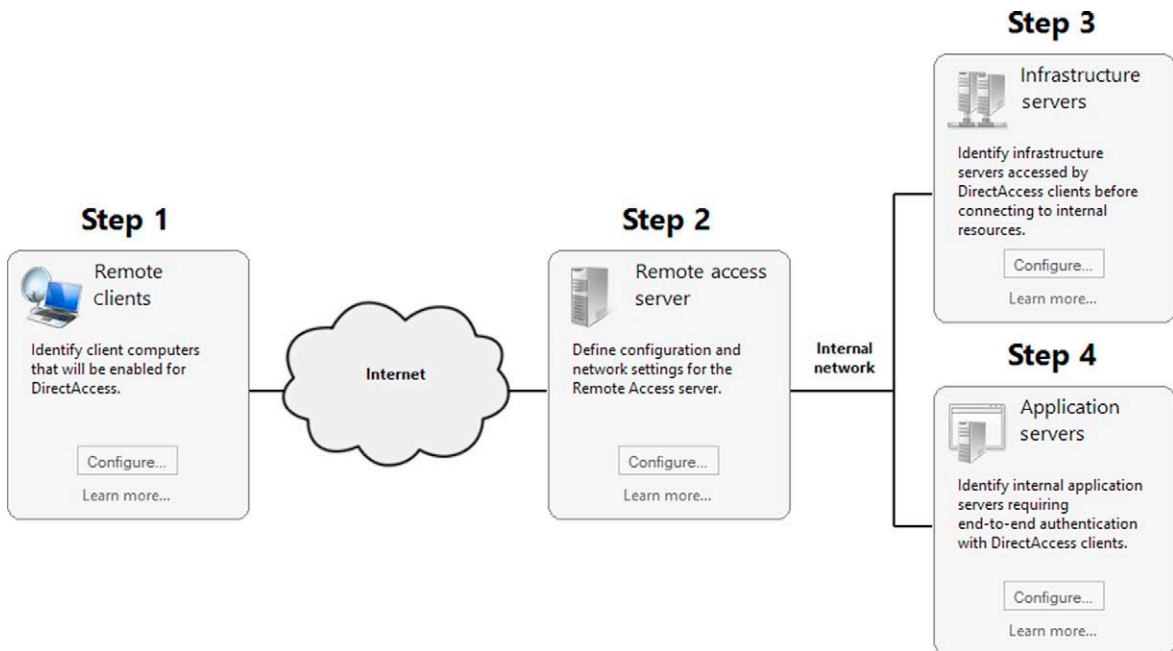 Step 1
Remote
clients
Identify client computers
that will be enabled for
DirectAccess.
Configure...
Learn more...
Internet
Step 2
Remote access
server
Define configuration and
network settings for the
Remote Access server.
Configure...
Learn more...
Internal
network
Step 3
Infrastructure
servers
Identify infrastructure
servers accessed by
DirectAccess clients before
connecting to internal
resources.
Configure...
Learn more...
Step 4
Application
servers
Identify internal application
servers requiring
end-to-end authentication
with DirectAccess clients.
Configure...
Learn more...